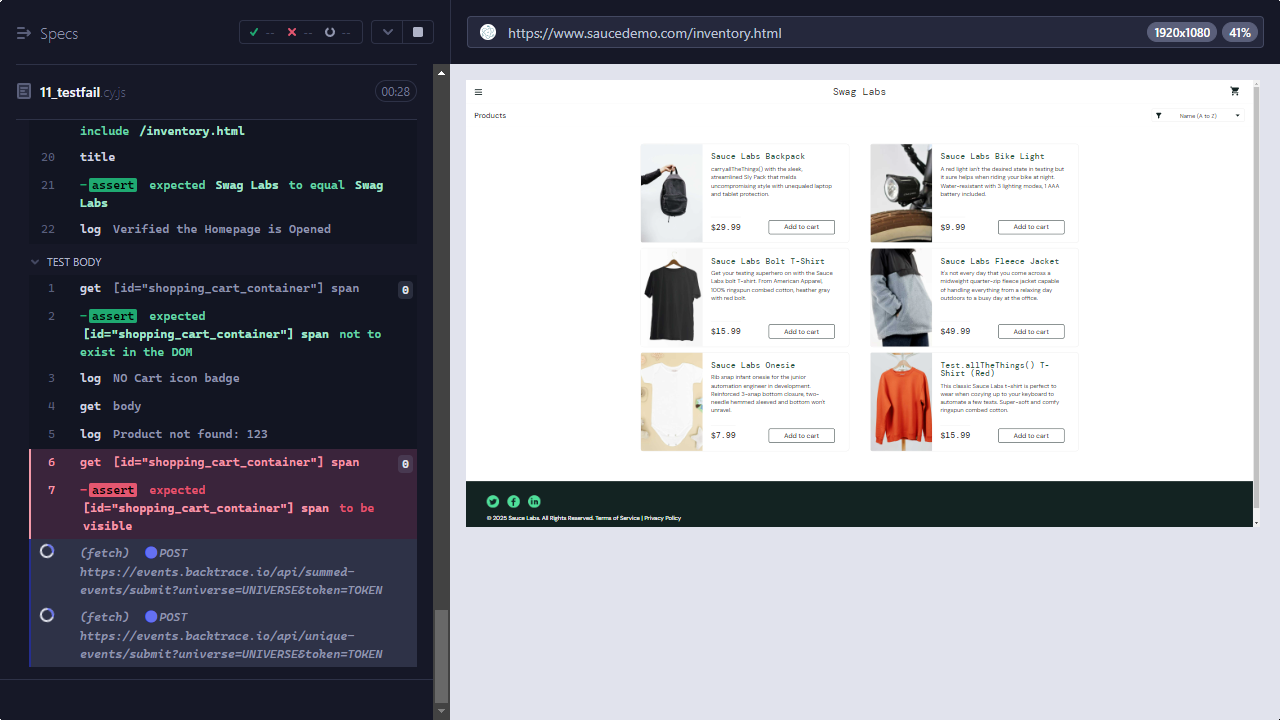 Specs
-- -- --
11_testfail.cy.js
00:28
include /inventory.html
20 title
21 -assert expected Swag Labs to equal Swag
Labs
22 log Verified the Homepage is Opened
TEST BODY
1 get [id="shopping_cart_container"] span 0
2 -assert expected
[id="shopping_cart_container"] span not to
exist in the DOM
3 log NO Cart icon badge
4 get body
5 log Product not found: 123
6 get [id="shopping_cart_container"] span 0
7 -assert expected
[id="shopping_cart_container"] span to be
visible
(fetch) POST
https://events.backtrace.io/api/summed-
events/submit?universe=UNIVERSE&token=TOKEN
(fetch) POST
https://events.backtrace.io/api/unique-
events/submit?universe=UNIVERSE&token=TOKEN
https://www.saucedemo.com/inventory.html
1920x1080 41%
Swag Labs
Products
Name (A to Z)
Sauce Labs Backpack
carry.allTheThings() with the sleek,
streamlined Sly Pack that melds
uncompromising style with unequaled laptop
and tablet protection.
$29.99 Add to cart
Sauce Labs Bike Light
A red light isn't the desired state in testing but
it sure helps when riding your bike at night.
Water-resistant with 3 lighting modes, 1 AAA
battery included.
$9.99 Add to cart
Sauce Labs Bolt T-Shirt
Get your testing superhero on with the Sauce
Labs bolt T-shirt. From American Apparel,
100% ringspun combed cotton, heather gray
with red bolt.
$15.99 Add to cart
Sauce Labs Fleece Jacket
It's not every day that you come across a
midweight quarter-zip fleece jacket capable
of handling everything from a relaxing day
outdoors to a busy day at the office.
$49.99 Add to cart
Sauce Labs Onesie
Rib snap infant onesie for the junior
automation engineer in development.
Reinforced 3-snap bottom closure, two-
needle hemmed sleeved and bottom won't
unravel.
$7.99 Add to cart
Test.allTheThings() T-
Shirt (Red)
This classic Sauce Labs t-shirt is perfect to
wear when cozying up to your keyboard to
automate a few tests. Super-soft and comfy
ringspun combed cotton.
$15.99 Add to cart
© 2025 Sauce Labs. All Rights Reserved. Terms of Service | Privacy Policy